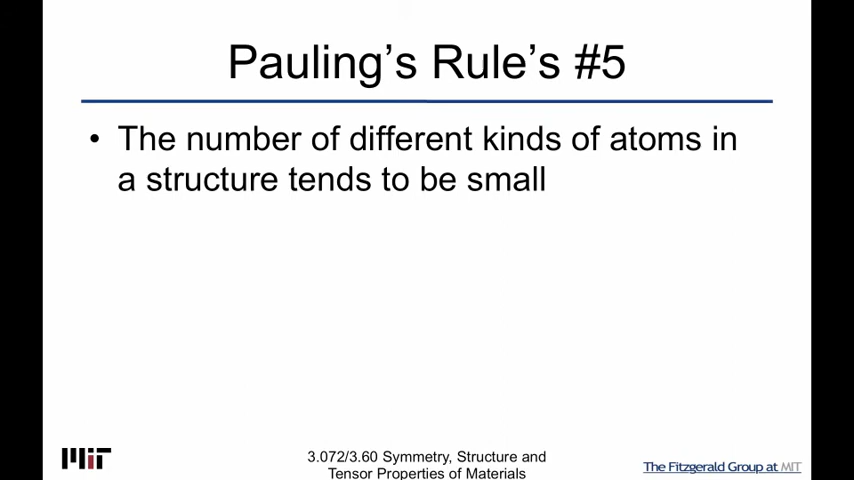 Pauling's Rule's #5
• The number of different kinds of atoms in
a structure tends to be small
MIT
3.072/3.60 Symmetry, Structure and
Tensor Properties of Materials
The Fitzgerald Group at MIT